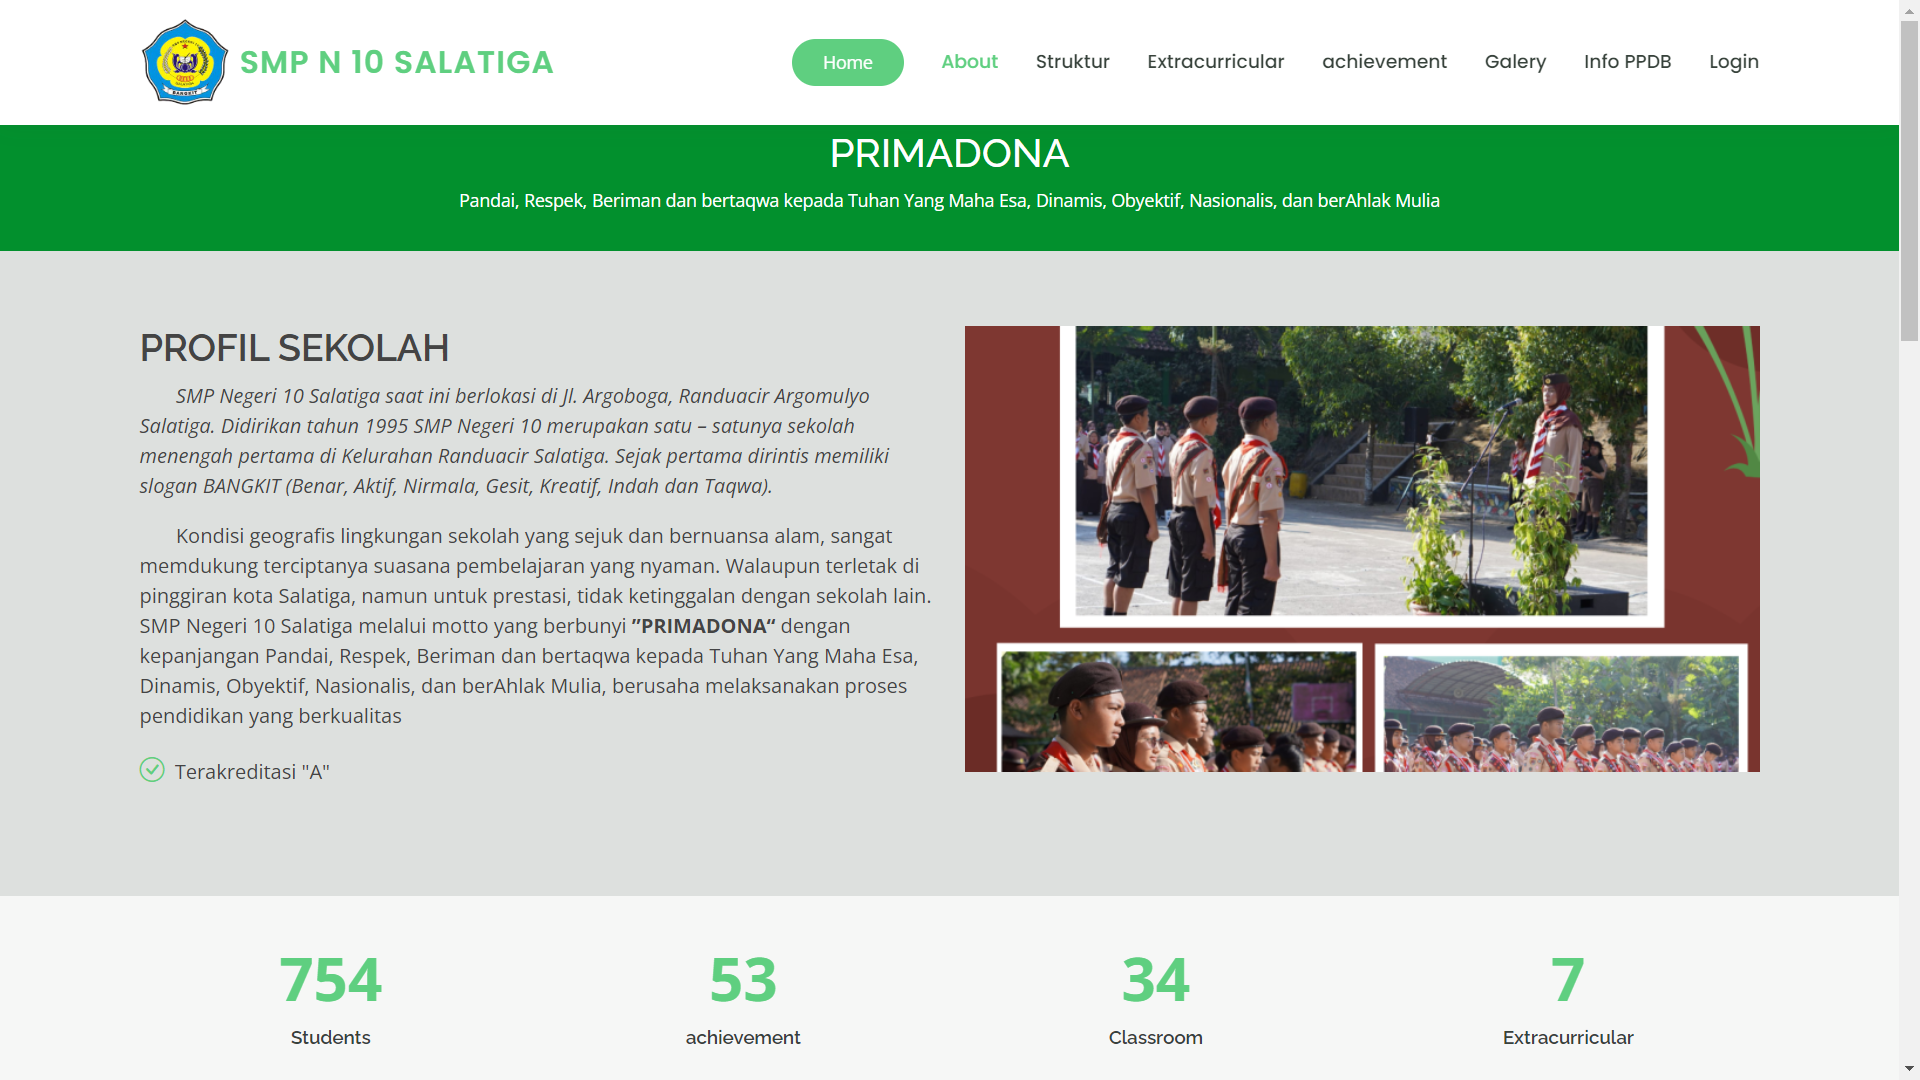 SMP N 10 SALATIGA
Home
About
Struktur
Extracurricular
achievement
Galery
Info PPDB
Login
PRIMADONA
Pandai, Respek, Beriman dan bertaqwa kepada Tuhan Yang Maha Esa, Dinamis, Obyektif, Nasionalis, dan berAhlak Mulia
PROFIL SEKOLAH
SMP Negeri 10 Salatiga saat ini berlokasi di Jl. Argoboga, Randuacir Argomulyo
Salatiga. Didirikan tahun 1995 SMP Negeri 10 merupakan satu – satunya sekolah
menengah pertama di Kelurahan Randuacir Salatiga. Sejak pertama dirintis memiliki
slogan BANGKIT (Benar, Aktif, Nirmala, Gesit, Kreatif, Indah dan Taqwa).
Kondisi geografis lingkungan sekolah yang sejuk dan bernuansa alam, sangat
memdukung terciptanya suasana pembelajaran yang nyaman. Walaupun terletak di
pinggiran kota Salatiga, namun untuk prestasi, tidak ketinggalan dengan sekolah lain.
SMP Negeri 10 Salatiga melalui motto yang berbunyi ”PRIMADONA“ dengan
kepanjangan Pandai, Respek, Beriman dan bertaqwa kepada Tuhan Yang Maha Esa,
Dinamis, Obyektif, Nasionalis, dan berAhlak Mulia, berusaha melaksanakan proses
pendidikan yang berkualitas
Terakreditasi "A"
754
Students
53
achievement
34
Classroom
7
Extracurricular